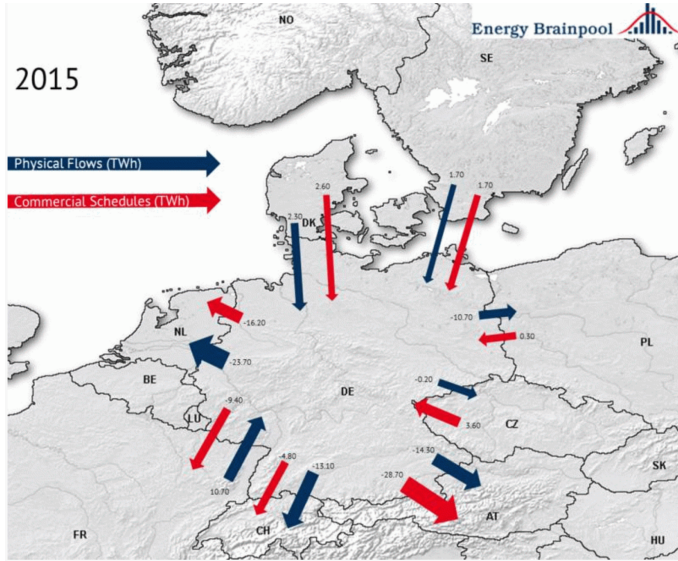 NO
Energy Brainpool
SE
2015
Physical Flows (TWh)
Commercial Schedules (TWh)
2.60
1.70
1.70
2.30
DK
-16.20
-10.70
0.30
NL
PL
-23.70
BE
DE
-0.20
-9.40
LU
3.60
CZ
-4.80
-14.30
-13.10
-28.70
SK
10.70
AT
FR
CH
HU